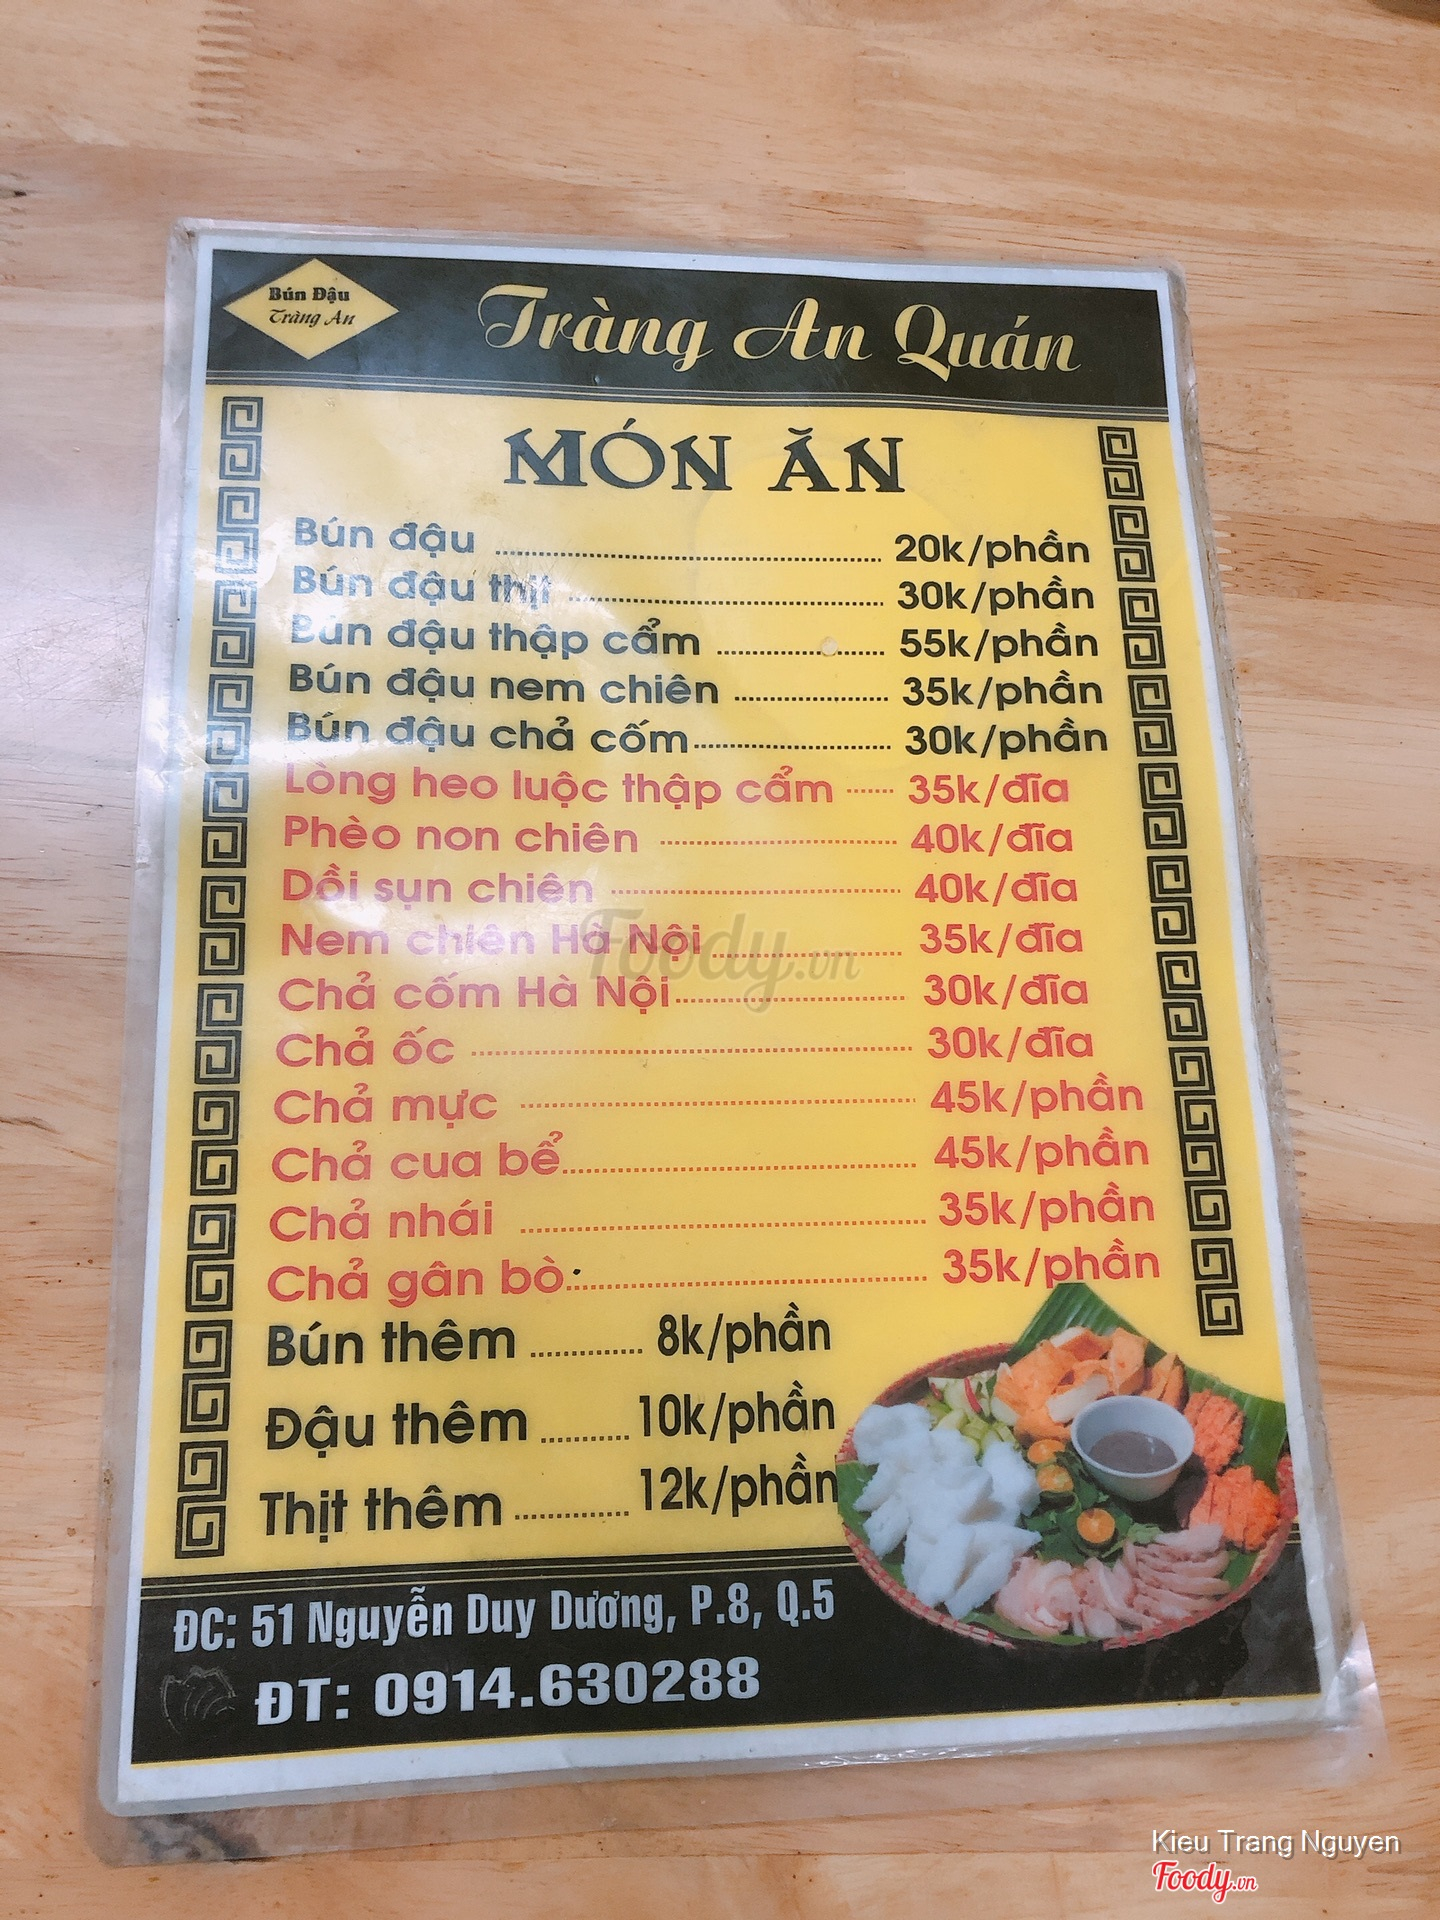 Bún Đậu
Tràng An
Tràng An Quán
MÓN ĂN
Bún đậu ........ 20k/phần
Bún đậu thịt ........ 30k/phần
Bún đậu thập cẩm ........ 55k/phần
Bún đậu nem chiên ........ 35k/phần
Bún đậu chả cốm ........ 30k/phần
Lòng heo luộc thập cẩm ........ 35k/đĩa
Phèo non chiên ........ 40k/đĩa
Dồi sụn chiên ........ 40k/đĩa
Nem chiên Hà Nội ........ 35k/đĩa
Chả cốm Hà Nội ........ 30k/đĩa
Chả ốc ........ 30k/đĩa
Chả mực ........ 45k/phần
Chả cua bể ........ 45k/phần
Chả nhái ........ 35k/phần
Chả gân bò ........ 35k/phần
Bún thêm ........ 8k/phần
Đậu thêm ........ 10k/phần
Thịt thêm ........ 12k/phần
ĐC: 51 Nguyễn Duy Dương, P.8, Q.5
ĐT: 0914.630288
Foody.vn
Kieu Trang Nguyen
Foody.vn